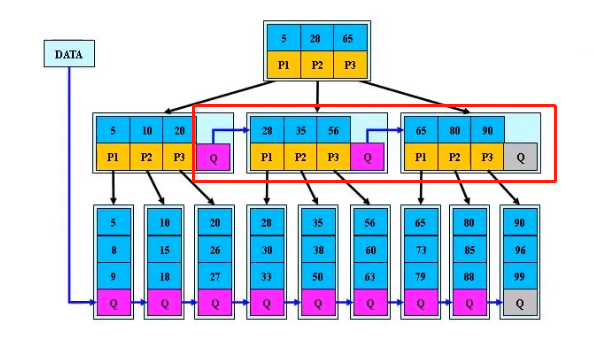 5 28 65
DATA
P1 P2 P3
5 10 20
28 35 56
65 80 90
P1 P2 P3 Q
P1 P2 P3 Q
P1 P2 P3 Q
5 10 20 28 35 56 65 80 90
8 15 26 30 38 60 73 85 96
9 18 27 33 50 63 79 88 99
Q Q Q Q Q Q Q Q Q